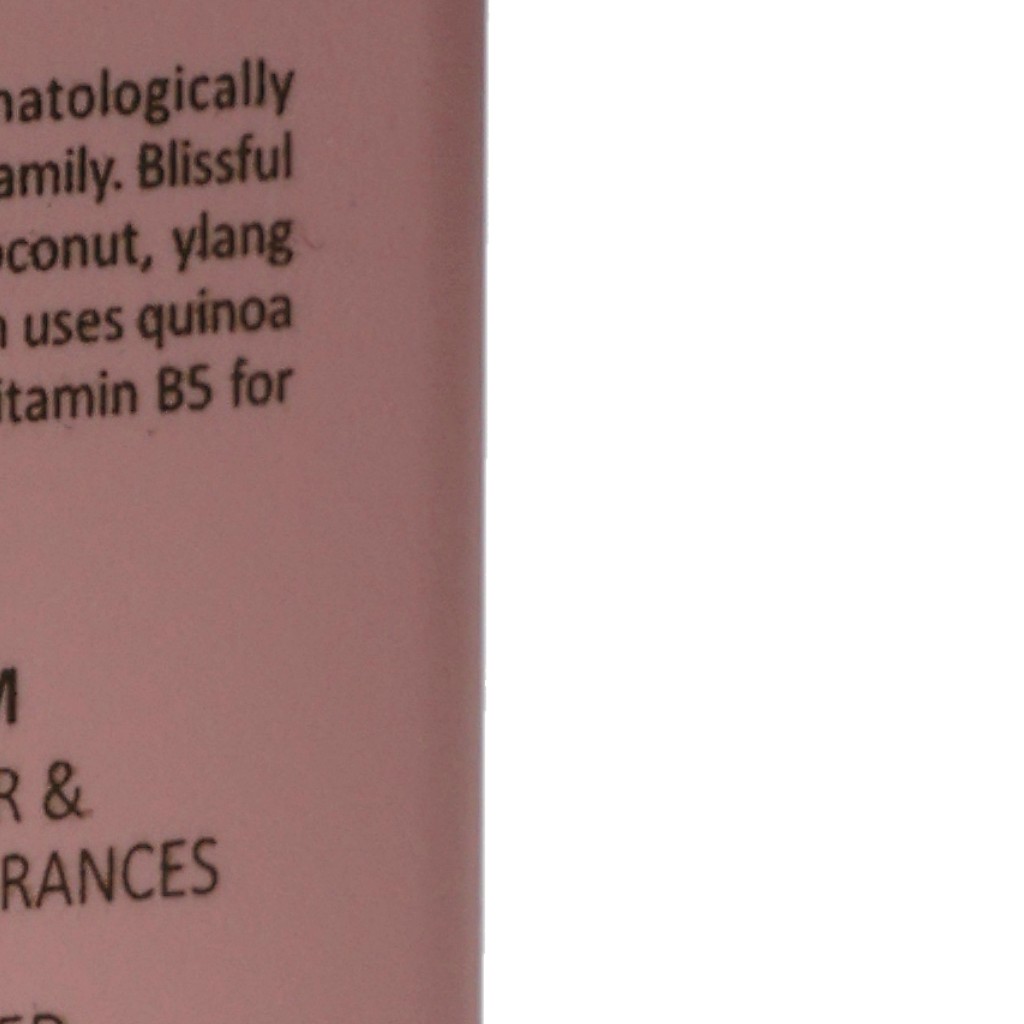 natologically
amily. Blissful
oconut, ylang
n uses quinoa
itamin B5 for
M
R &
RANCES